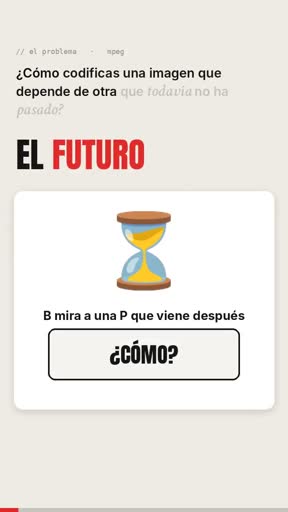 // el problema · mpeg
¿Cómo codificas una imagen que
depende de otra que todavía no ha
pasado?
EL FUTURO
B mira a una P que viene después
¿CÓMO?